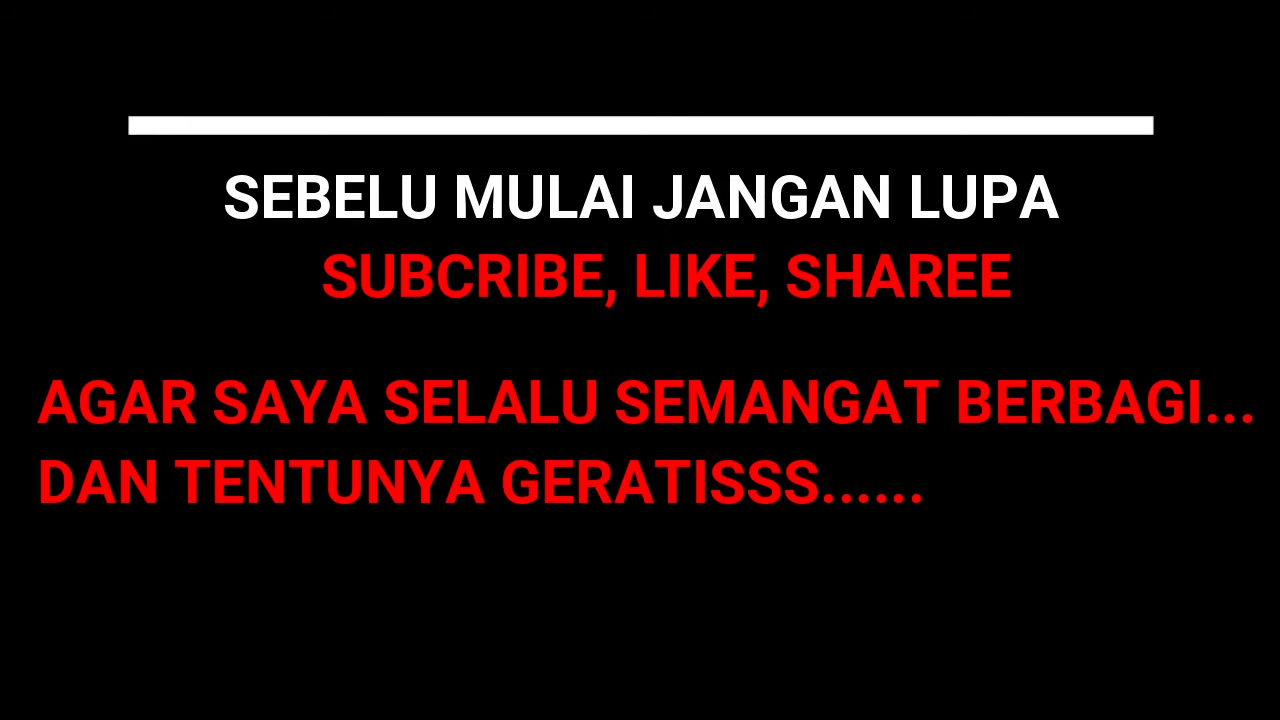 SEBELU MULAI JANGAN LUPA
SUBCRIBE, LIKE, SHAREE
AGAR SAYA SELALU SEMANGAT BERBAGI...
DAN TENTUNYA GERATISSS......